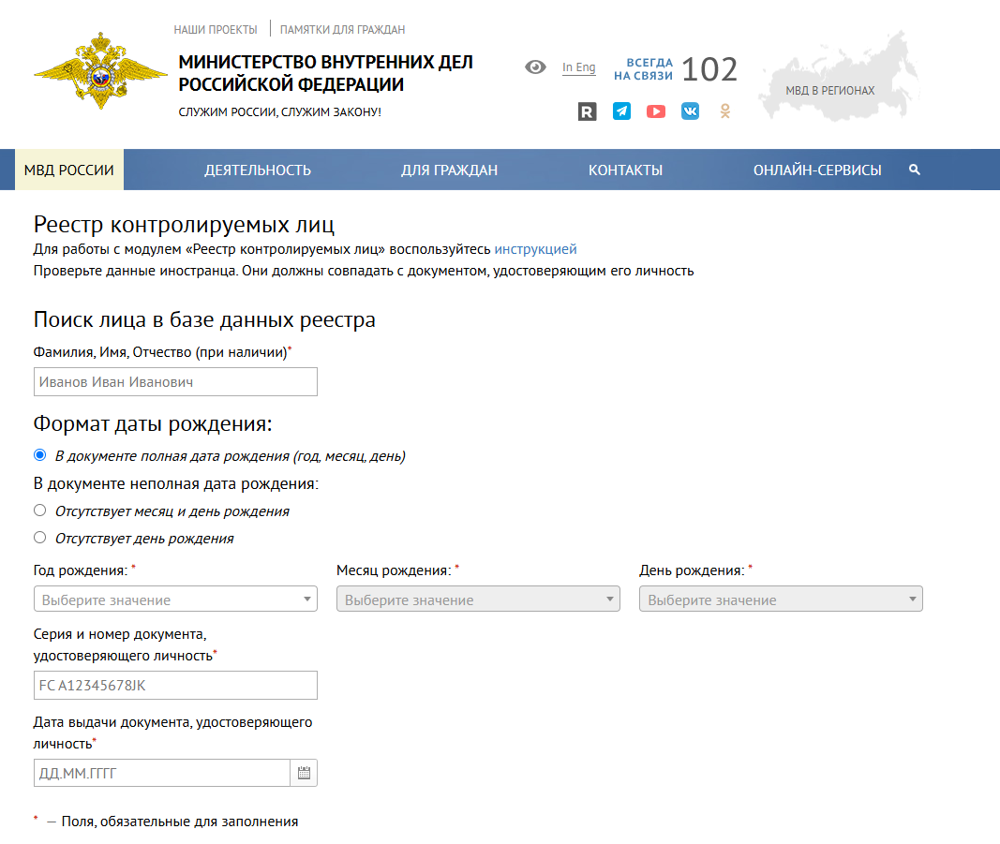 НАШИ ПРОЕКТЫ
ПАМЯТКИ ДЛЯ ГРАЖДАН
МИНИСТЕРСТВО ВНУТРЕННИХ ДЕЛ
РОССИЙСКОЙ ФЕДЕРАЦИИ
СЛУЖИМ РОССИИ, СЛУЖИМ ЗАКОНУ!
In Eng
ВСЕГДА
НА СВЯЗИ
102
МВД В РЕГИОНАХ
МВД РОССИИ
ДЕЯТЕЛЬНОСТЬ
ДЛЯ ГРАЖДАН
КОНТАКТЫ
ОНЛАЙН-СЕРВИСЫ
Реестр контролируемых лиц
Для работы с модулем «Реестр контролируемых лиц» воспользуйтесь инструкцией
Проверьте данные иностранца. Они должны совпадать с документом, удостоверяющим его личность
Поиск лица в базе данных реестра
Фамилия, Имя, Отчество (при наличии)*
Иванов Иван Иванович
Формат даты рождения:
В документе полная дата рождения (год, месяц, день)
В документе неполная дата рождения:
Отсутствует месяц и день рождения
Отсутствует день рождения
Год рождения: *
Месяц рождения: *
День рождения: *
Выберите значение
Выберите значение
Выберите значение
Серия и номер документа,
удостоверяющего личность*
FC A12345678JK
Дата выдачи документа, удостоверяющего
личность*
ДД.ММ.ГГГГ
* — Поля, обязательные для заполнения